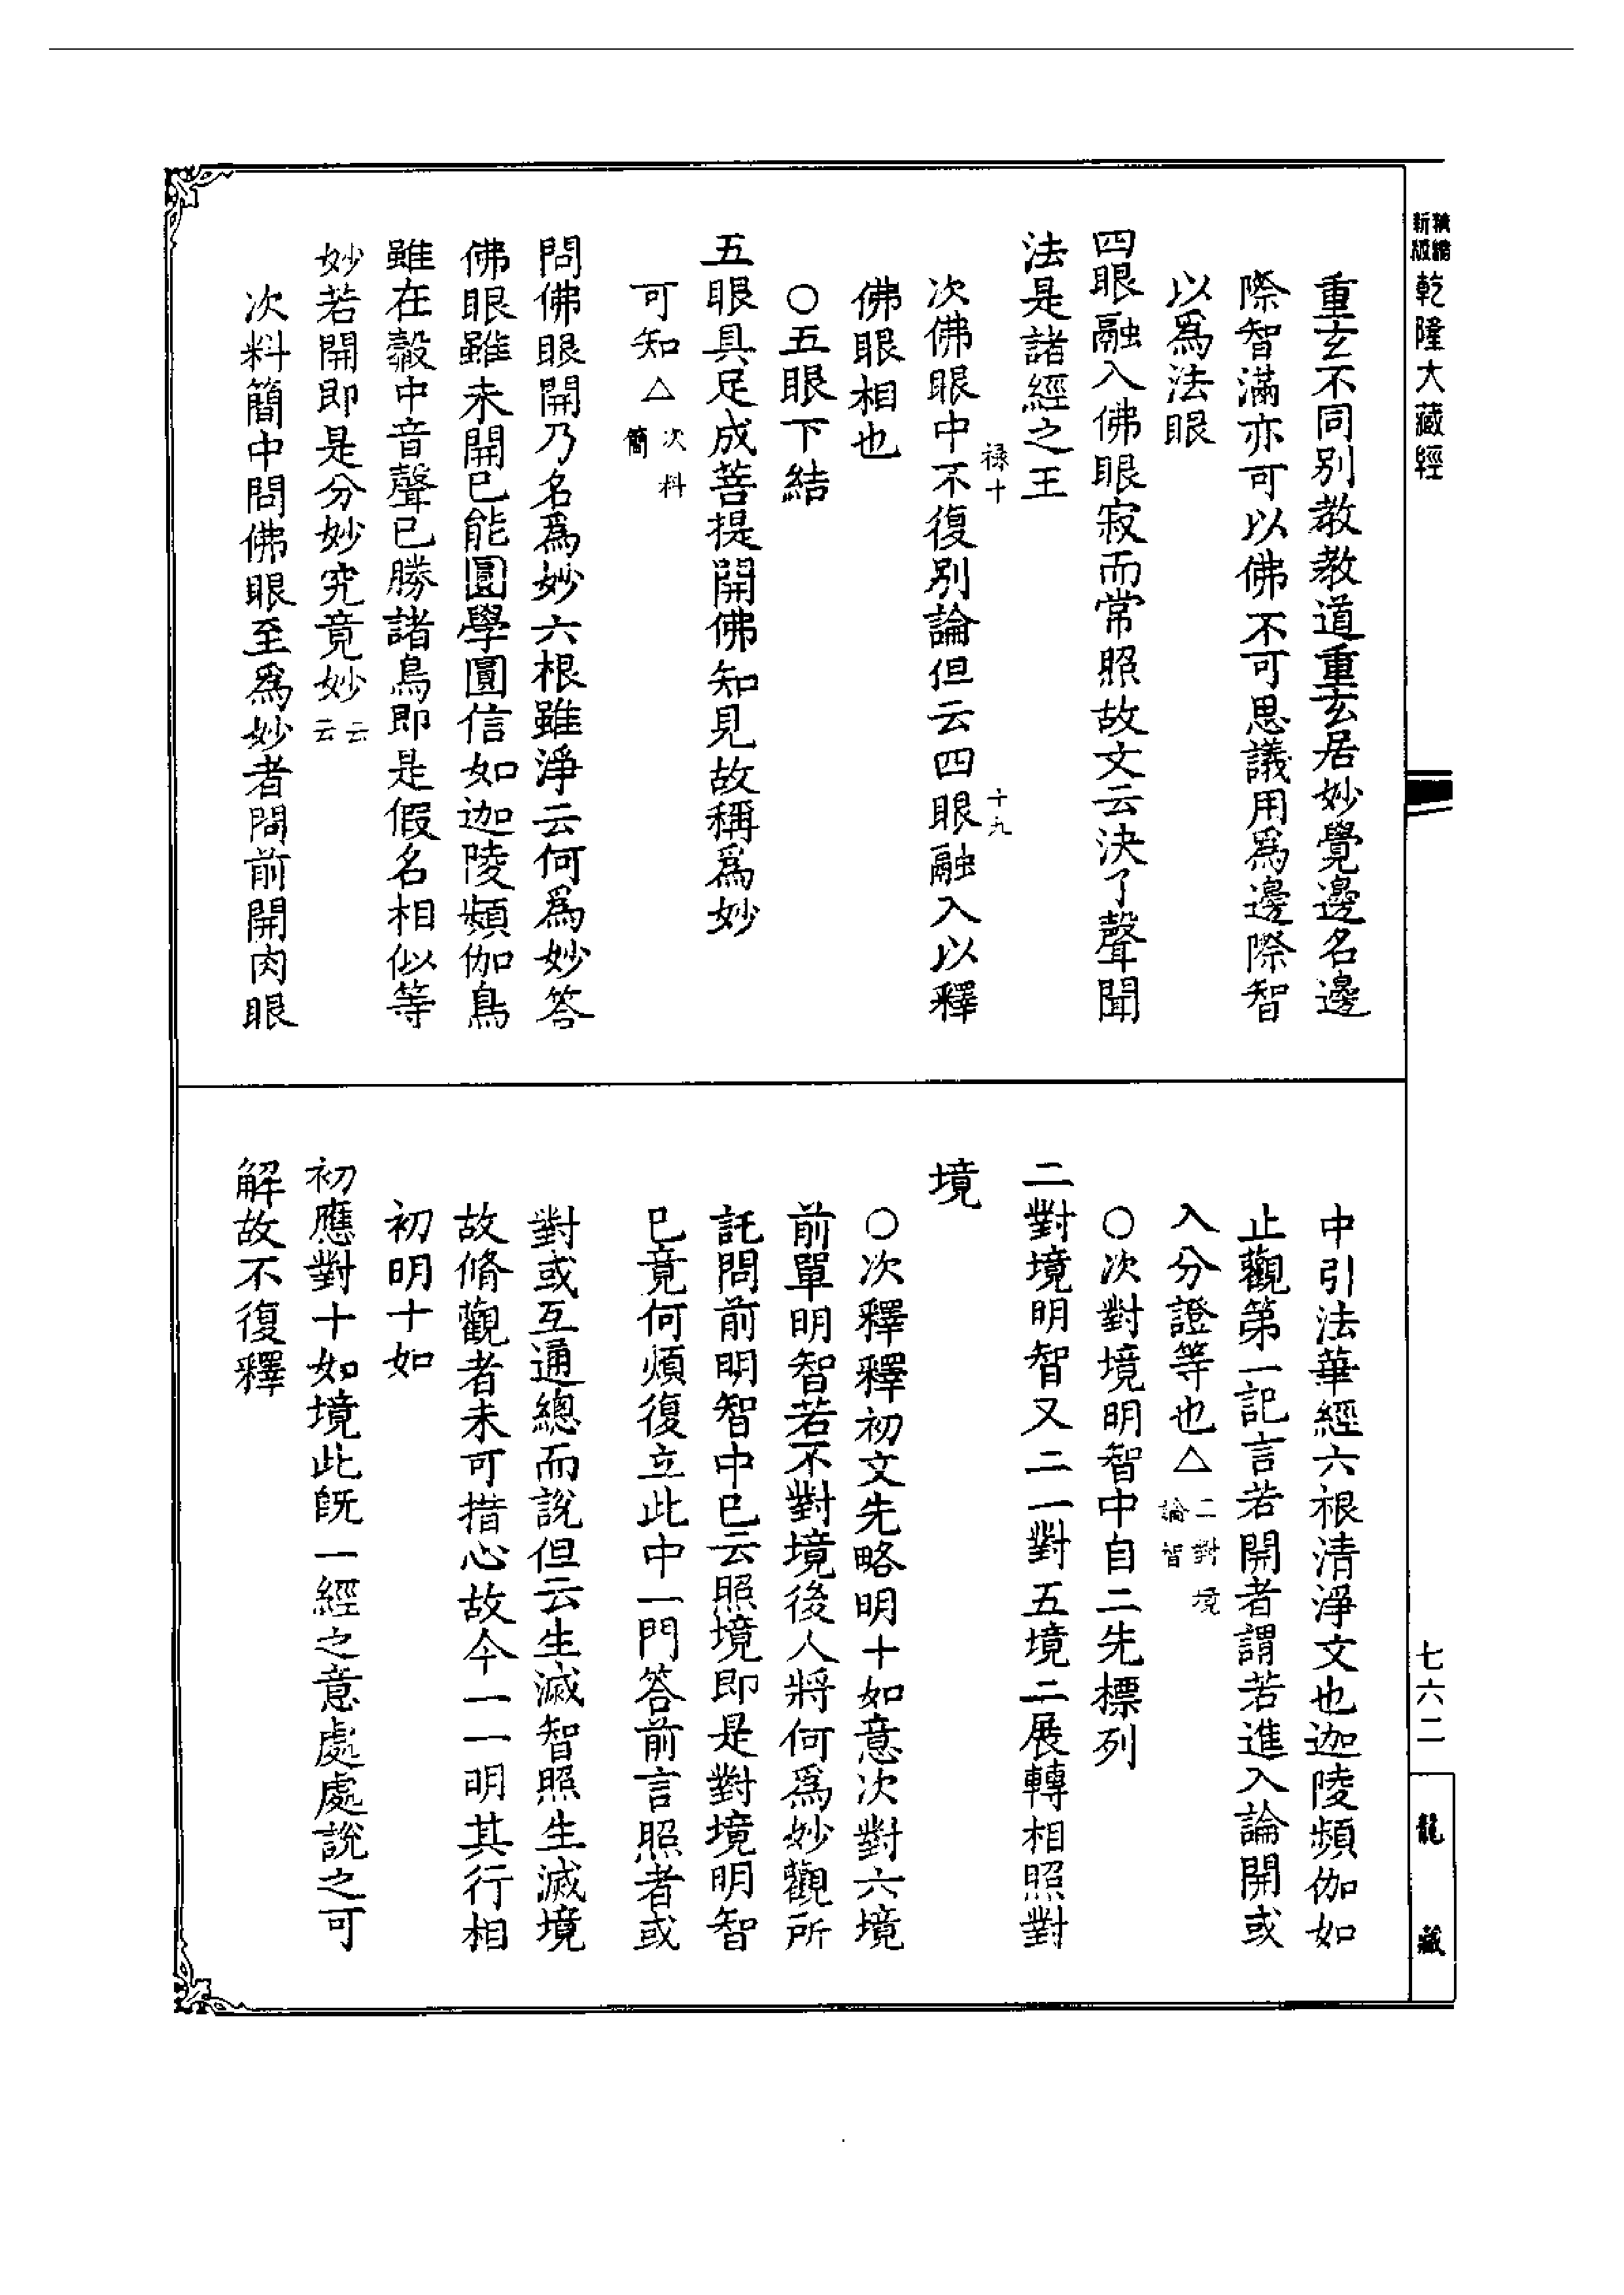 新編縮版 乾隆大藏經
重玄不同別教教道重玄居妙覺邊名邊
際智滿亦可以佛不可思議用爲邊際智
以爲法眼
四眼融入佛眼寂而常照故文云決了聲聞
法是諸經之王
祿十
十九
次佛眼中不復別論但云四眼融入以釋
佛眼相也
○五眼下結
五眼具足成菩提開佛知見故稱爲妙
可知△次料簡
問佛眼開乃名爲妙六根雖淨云何爲妙答
佛眼雖未開已能圓學圓信如迦陵頻伽鳥
雖在鷇中音聲已勝諸鳥即是假名相似等
妙若開即是分妙究竟妙云云
次料簡中問佛眼至爲妙者問前開肉眼
中引法華經六根清淨文也迦陵頻伽如
止觀第一記言若開者謂若進入論開或
入分證等也△二對境論智
○次對境明智中自二先標列
二對境明智又二一對五境二展轉相照對
境
○次釋釋初文先略明十如意次對六境
前單明智若不對境後人將何爲妙觀所
託問前明智中已云照境即是對境明智
已竟何煩復立此中一門答前言照者或
對或互通總而說但云生滅智照生滅境
故脩觀者未可措心故今一一明其行相
初明十如
初應對十如境此既一經之意處處說之可
解故不復釋
七六二
龍藏